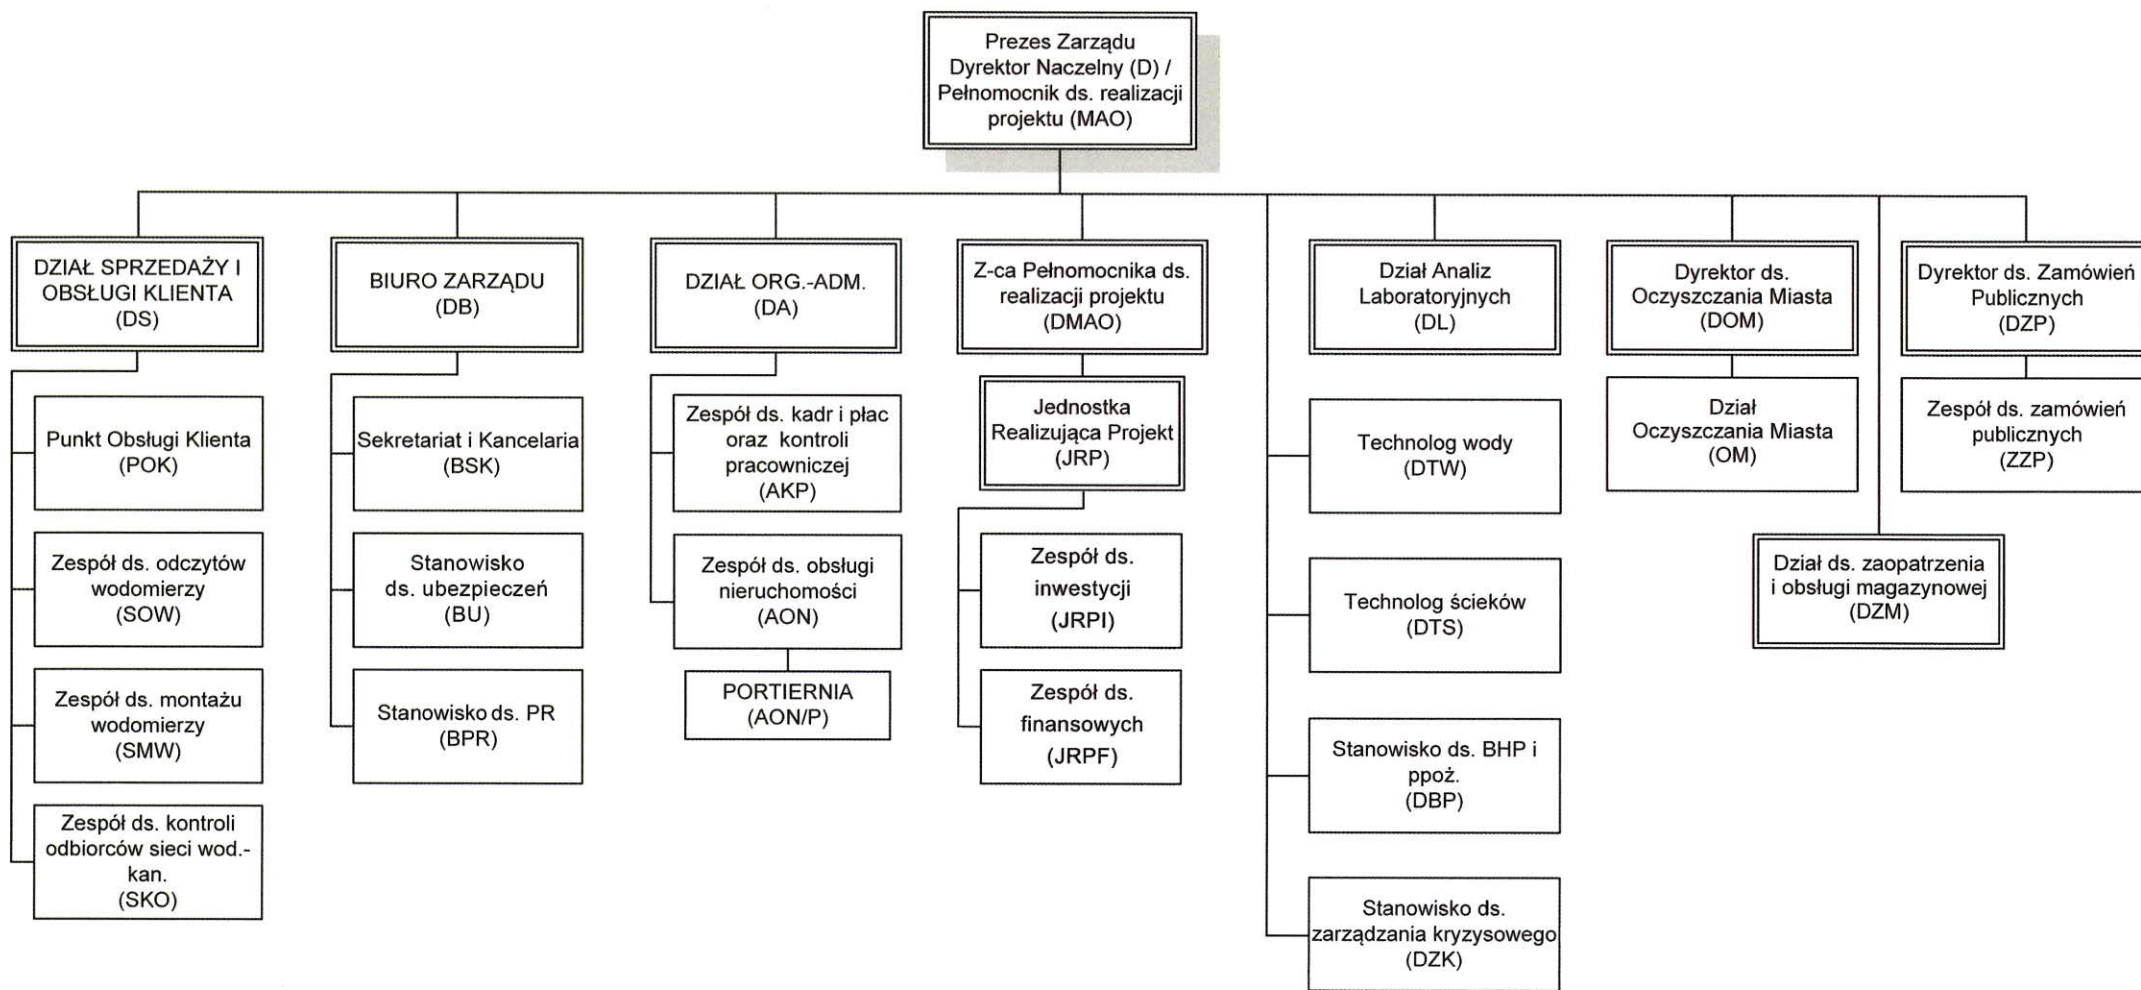 Prezes Zarządu
Dyrektor Naczelny (D) /
Pełnomocnik ds. realizacji
projektu (MAO)
DZIAŁ SPRZEDAŻY I
OBSŁUGI KLIENTA
(DS)
BIURO ZARZĄDU
(DB)
DZIAŁ ORG.-ADM.
(DA)
Z-ca Pełnomocnika ds.
realizacji projektu
(DMAO)
Dział Analiz
Laboratoryjnych
(DL)
Dyrektor ds.
Oczyszczania Miasta
(DOM)
Dyrektor ds. Zamówień
Publicznych
(DZP)
Punkt Obsługi Klienta
(POK)
Zespół ds. odczytów
wodomierzy
(SOW)
Zespół ds. montażu
wodomierzy
(SMW)
Zespół ds. kontroli
odbiorców sieci wod.-
kan.
(SKO)
Sekretariat i Kancelaria
(BSK)
Stanowisko
ds. ubezpieczeń
(BU)
Stanowisko ds. PR
(BPR)
Zespół ds. kadr i płac
oraz kontroli
pracowniczej
(AKP)
Zespół ds. obsługi
nieruchomości
(AON)
PORTIERNIA
(AON/P)
Jednostka
Realizująca Projekt
(JRP)
Zespół ds.
inwestycji
(JRPI)
Zespół ds.
finansowych
(JRPF)
Technolog wody
(DTW)
Technolog ścieków
(DTS)
Stanowisko ds. BHP i
ppoż.
(DBP)
Stanowisko ds.
zarządzania kryzysowego
(DZK)
Dział
Oczyszczania Miasta
(OM)
Dział ds. zaopatrzenia
i obsługi magazynowej
(DZM)
Zespół ds. zamówień
publicznych
(ZZP)